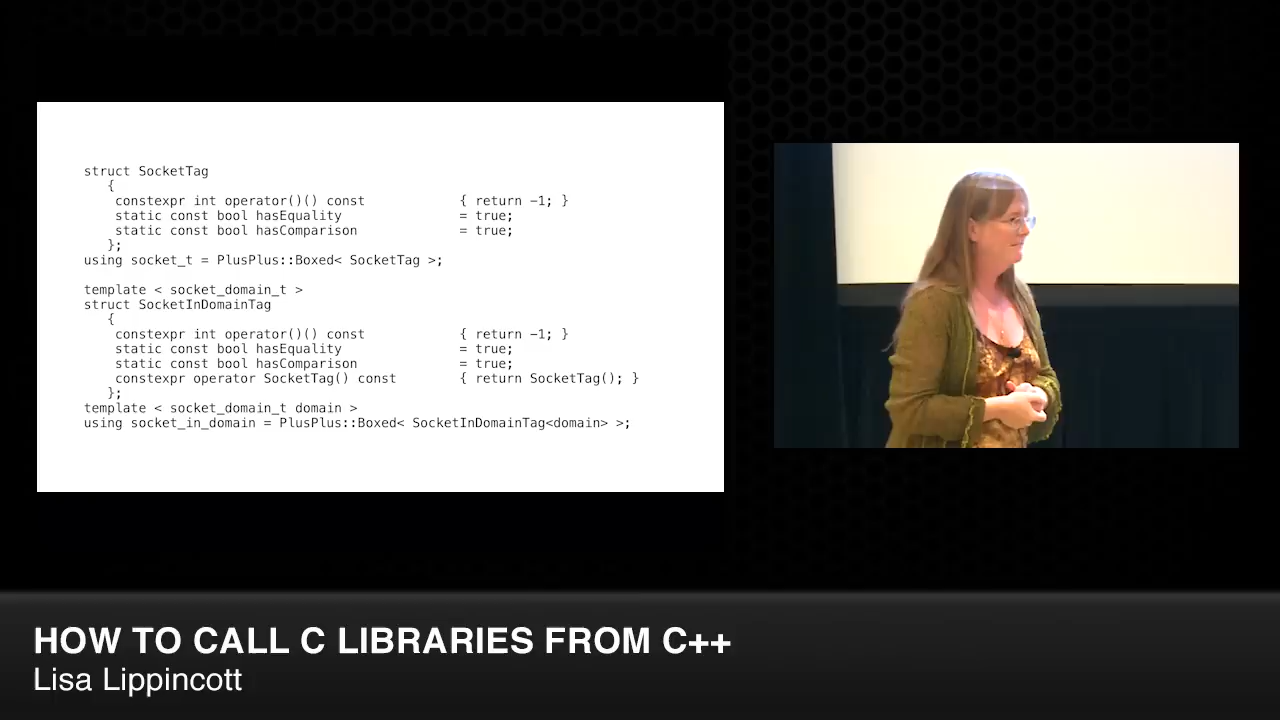 struct SocketTag
{
constexpr int operator()() const { return -1; }
static const bool hasEquality = true;
static const bool hasComparison = true;
};
using socket_t = PlusPlus::Boxed< SocketTag >;
template < socket_domain_t >
struct SocketInDomainTag
{
constexpr int operator()() const { return -1; }
static const bool hasEquality = true;
static const bool hasComparison = true;
constexpr operator SocketTag() const { return SocketTag(); }
};
template < socket_domain_t domain >
using socket_in_domain = PlusPlus::Boxed< SocketInDomainTag<domain> >;
HOW TO CALL C LIBRARIES FROM C++
Lisa Lippincott